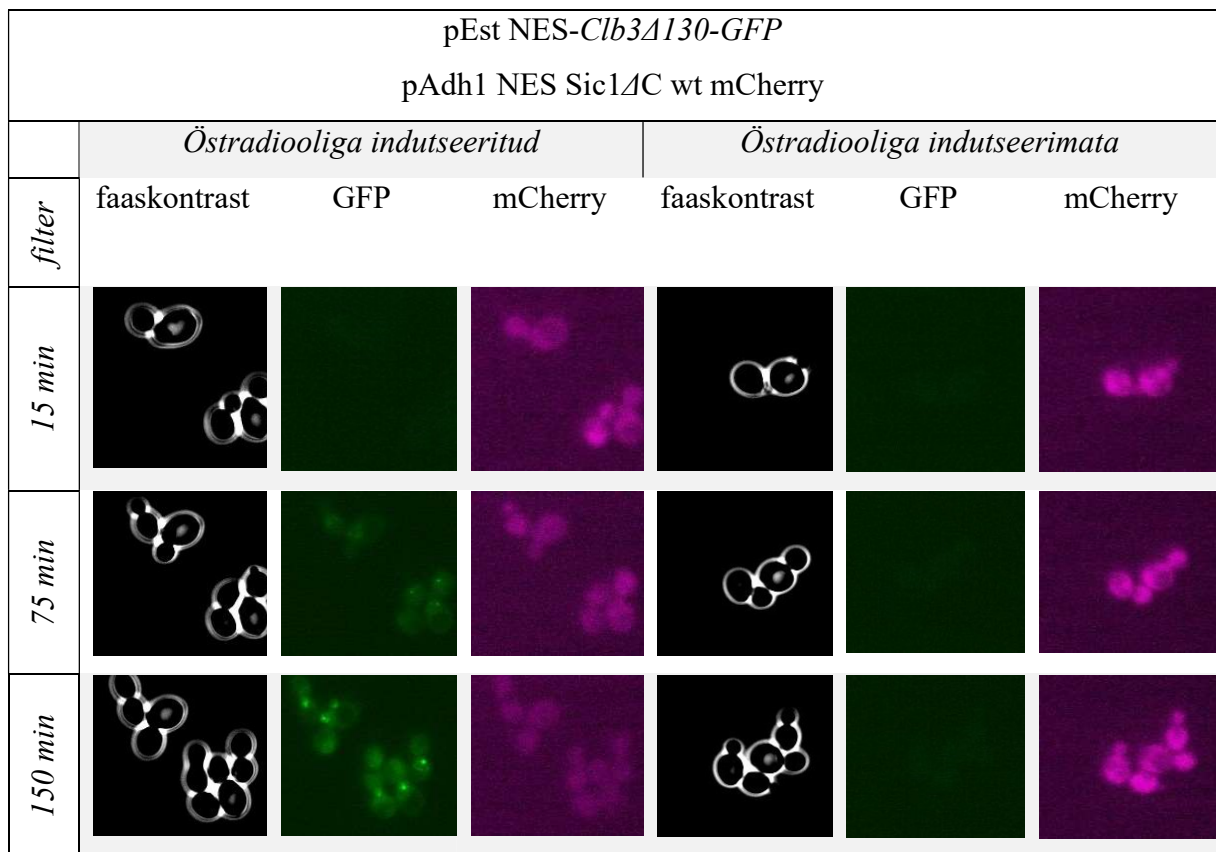 pEst NES-Clb3Δ130-GFP
pAdh1 NES Sic1ΔC wt mCherry
Östradiooliga indutseeritud Östradiooliga indutseerimata
filter faaskontrast GFP mCherry faaskontrast GFP mCherry
15 min
75 min
150 min